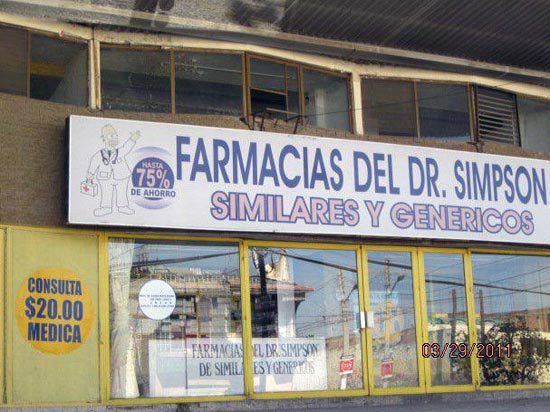 HASTA
75%
DE AHORRO
FARMACIAS DEL DR. SIMPSON
SIMILARES Y GENERICOS
CONSULTA
$20.00
MEDICA
FARMACIAS DEL DR. SIMPSON
DE SIMILARES Y GENERICOS
03/29/2011